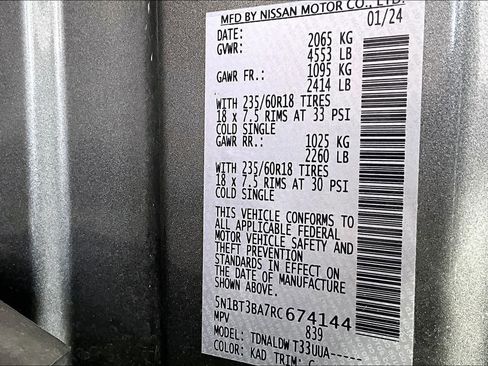 MFD BY NISSAN MOTOR CO., LTD.
DATE: 01/24
GVWR: 2065 KG
4553 LB
GAWR FR.: 1095 KG
2414 LB
WITH 235/60R18 TIRES
18 x 7.5 RIMS AT 33 PSI
COLD SINGLE
GAWR RR.: 1025 KG
2260 LB
WITH 235/60R18 TIRES
18 x 7.5 RIMS AT 30 PSI
COLD SINGLE
THIS VEHICLE CONFORMS TO
ALL APPLICABLE FEDERAL
MOTOR VEHICLE SAFETY AND
THEFT PREVENTION
STANDARDS IN EFFECT ON
THE DATE OF MANUFACTURE
SHOWN ABOVE.
5N1BT3BA7RC674144
MPV 839
MODEL: TDNALDW T33UUA-----
COLOR: KAD TRIM: